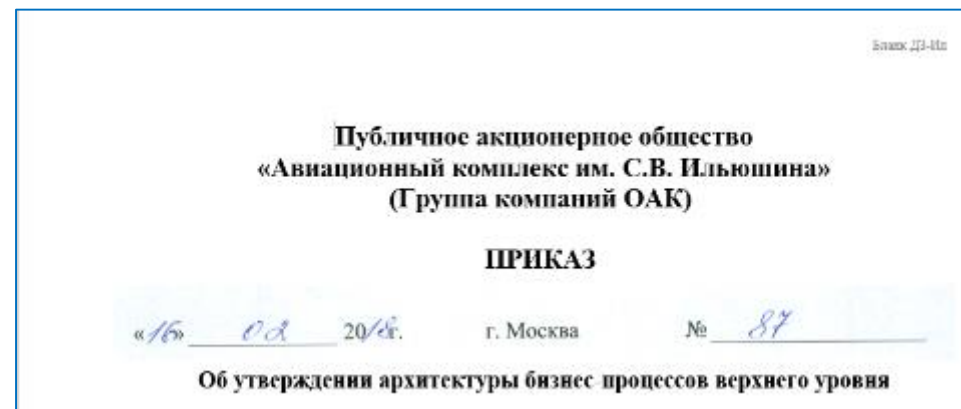 Бланк ДЗ-Ил
Публичное акционерное общество
«Авиационный комплекс им. С.В. Ильюшина»
(Группа компаний ОАК)
ПРИКАЗ
«16» 02 2018г. г. Москва № 87
Об утверждении архитектуры бизнес-процессов верхнего уровня